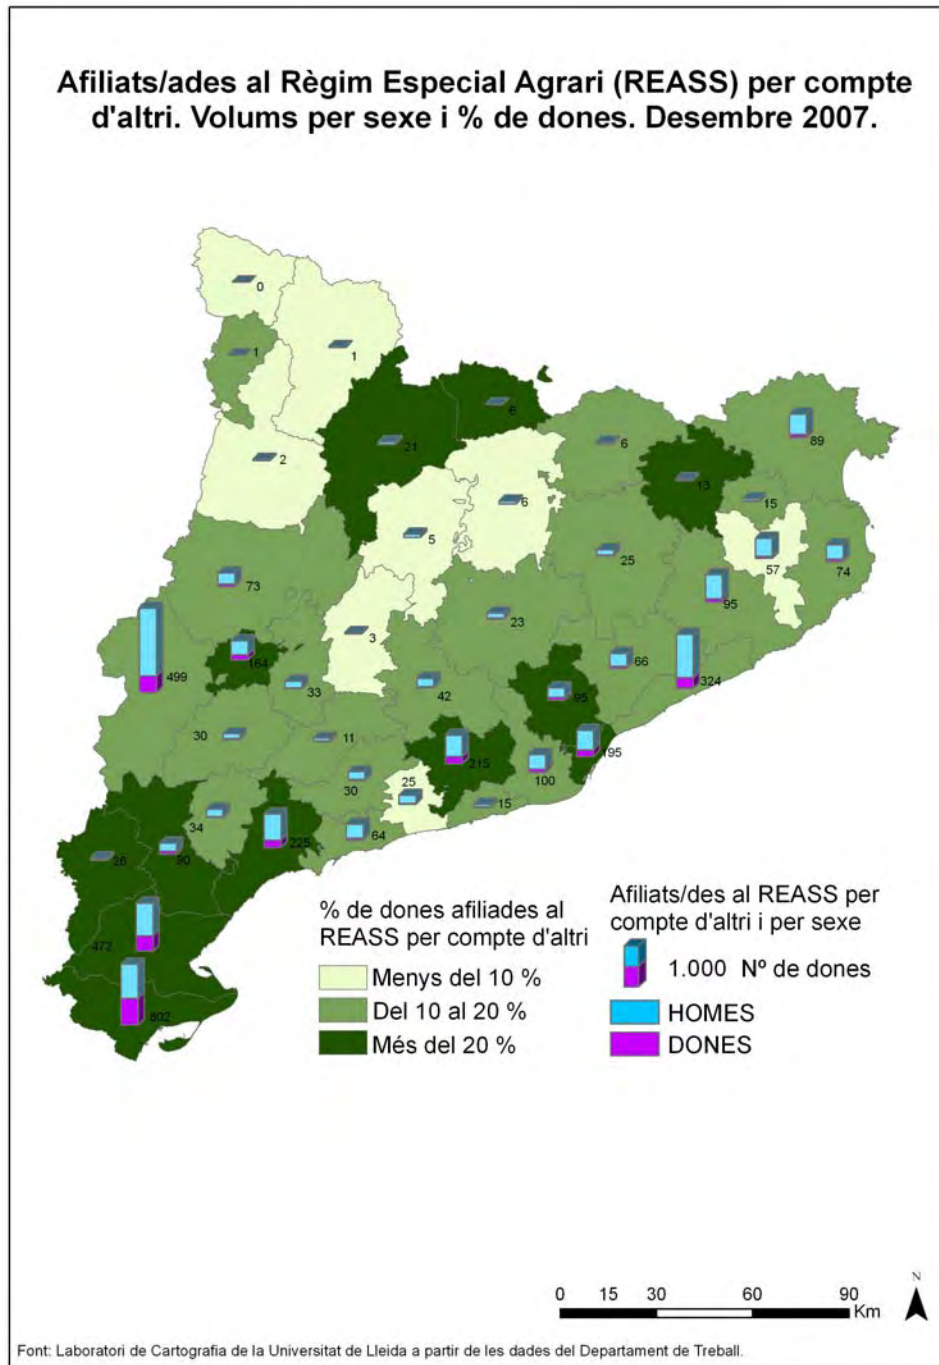 Afiliats/ades al Règim Especial Agrari (REASS) per compte
d'altri. Volums per sexe i % de dones. Desembre 2007.
0
1
1
6
21
6
89
2
13
15
6
5
25
57
74
73
95
23
3
164
66
499
324
33
42
95
30
11
195
215
100
30
25
15
34
225
64
90
26
472
802
% de dones afiliades al
REASS per compte d'altri
Menys del 10 %
Del 10 al 20 %
Més del 20 %
Afiliats/des al REASS per
compte d'altri i per sexe
1.000 Nº de dones
HOMES
DONES
0 15 30 60 90
Km
N
Font: Laboratori de Cartografia de la Universitat de Lleida a partir de les dades del Departament de Treball.